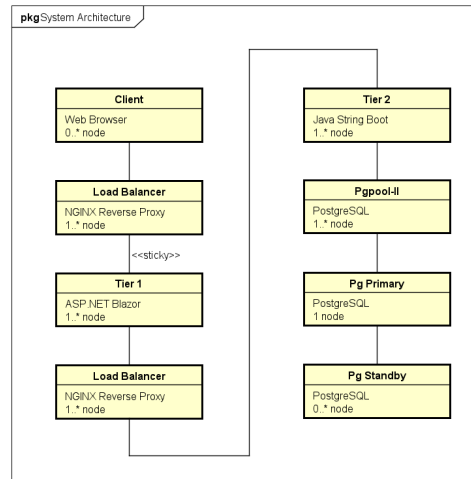 pkg System Architecture
Client
Web Browser
0..* node
Load Balancer
NGINX Reverse Proxy
1..* node
<<sticky>>
Tier 1
ASP.NET Blazor
1..* node
Load Balancer
NGINX Reverse Proxy
1..* node
Tier 2
Java String Boot
1..* node
Pgpool-II
PostgreSQL
1..* node
Pg Primary
PostgreSQL
1 node
Pg Standby
PostgreSQL
0..* node